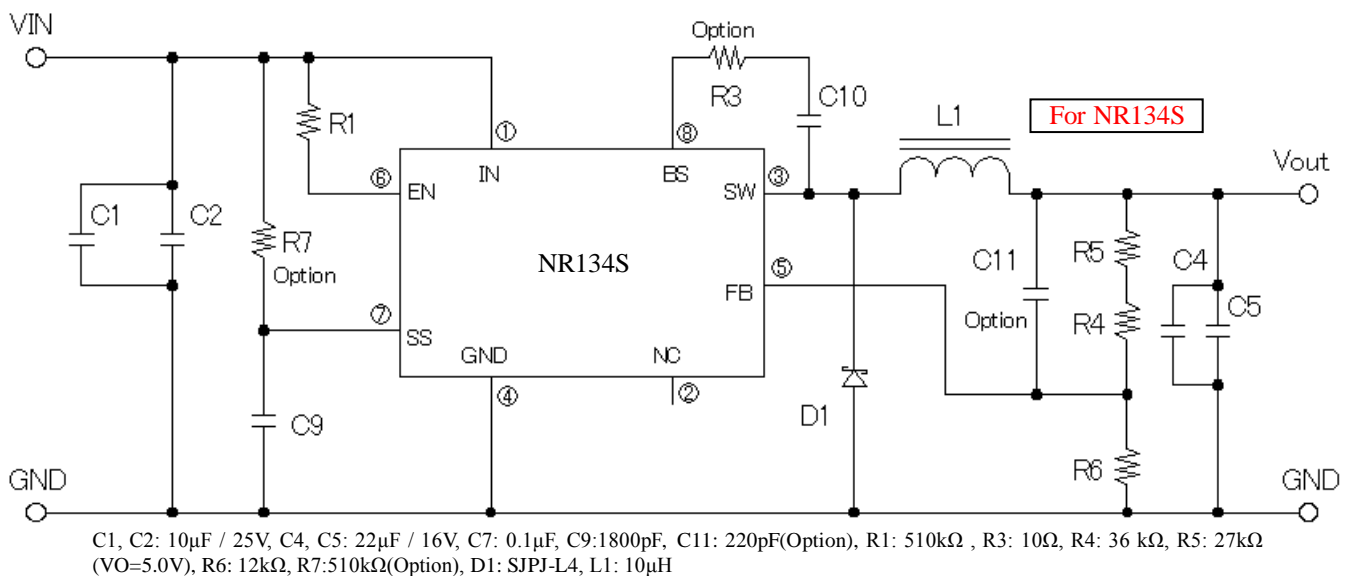 VIN
Option
R3
C10
L1
For NR134S
R1
①
⑧
Vout
⑥
EN
IN
BS
SW
③
C1
C2
R7
Option
NR134S
⑤
FB
C11
Option
R5
R4
C4
C5
⑦
SS
GND
NC
④
②
D1
C9
R6
GND
GND
C1, C2: 10μF / 25V, C4, C5: 22μF / 16V, C7: 0.1μF, C9:1800pF, C11: 220pF(Option), R1: 510kΩ , R3: 10Ω, R4: 36 kΩ, R5: 27kΩ
(VO=5.0V), R6: 12kΩ, R7:510kΩ(Option), D1: SJPJ-L4, L1: 10μH